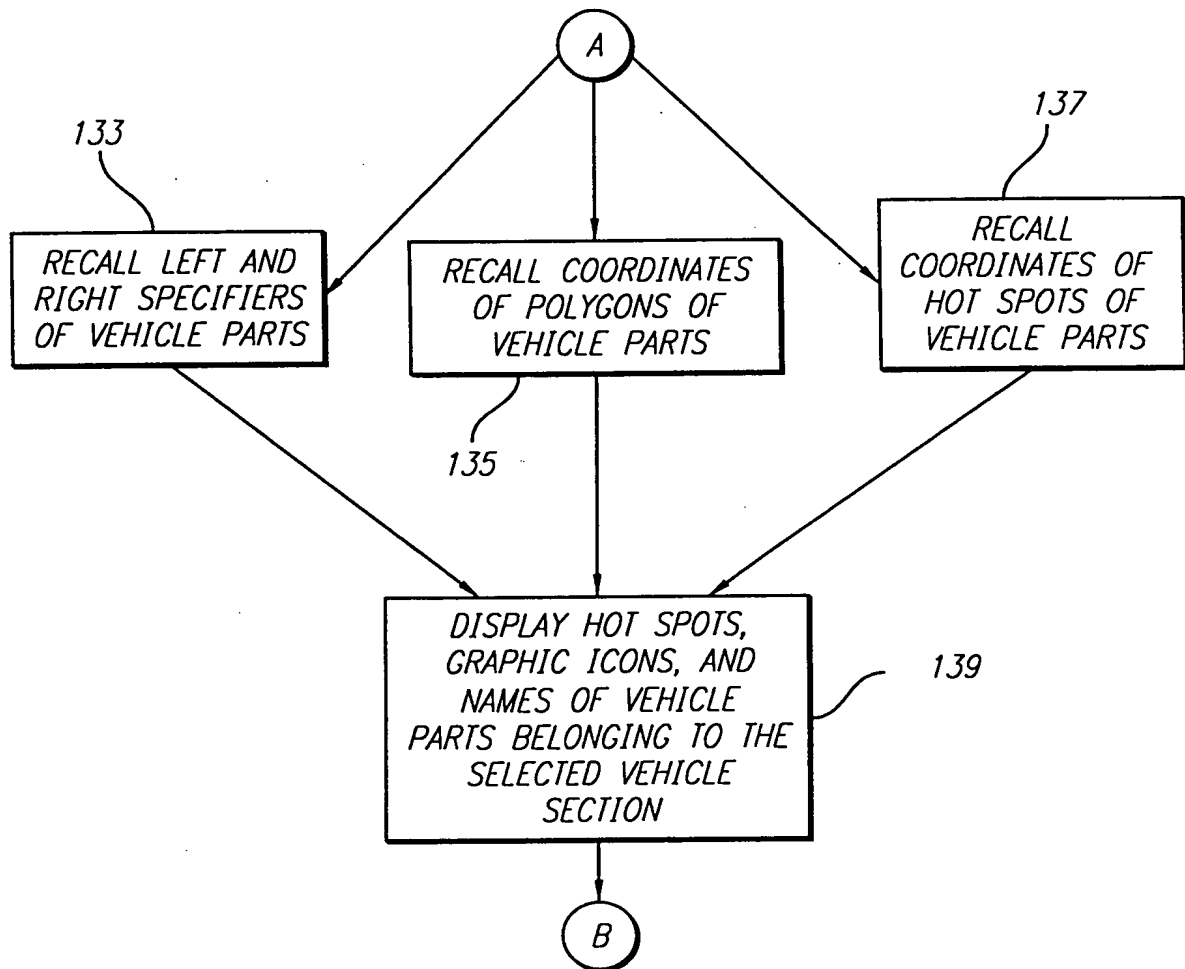 A
133
137
RECALL LEFT AND
RIGHT SPECIFIERS
OF VEHICLE PARTS
RECALL COORDINATES
OF POLYGONS OF
VEHICLE PARTS
RECALL
COORDINATES OF
HOT SPOTS OF
VEHICLE PARTS
135
DISPLAY HOT SPOTS,
GRAPHIC ICONS, AND
NAMES OF VEHICLE
PARTS BELONGING TO THE
SELECTED VEHICLE
SECTION
139
B